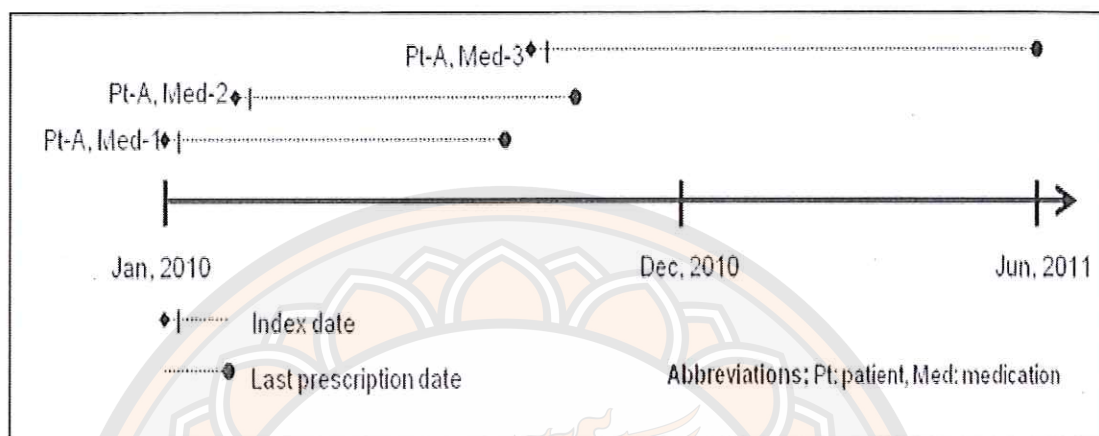 Pt-A, Med-3
Pt-A, Med-2
Pt-A, Med-1
Jan, 2010 Dec, 2010 Jun, 2011
Index date
Last prescription date
Abbreviations: Pt: patient, Med: medication